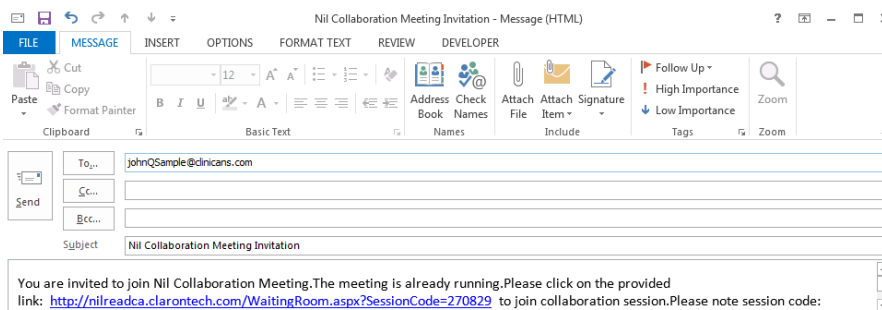 Nil Collaboration Meeting Invitation - Message (HTML) ?
FILE MESSAGE INSERT OPTIONS FORMAT TEXT REVIEW DEVELOPER
Paste
Cut
Copy
Format Painter
Clipboard
12 A A
B I U aby A
Basic Text
Address Book
Check Names
Names
Attach File
Attach Item
Signature
Include
Follow Up
! High Importance
Low Importance
Tags
Zoom
Zoom
Send
To...
johnQSample@clinicans.com
Cc...
Bcc...
Subject
Nil Collaboration Meeting Invitation
You are invited to join Nil Collaboration Meeting.The meeting is already running.Please click on the provided
link: http://nilreadca.clarontech.com/WaitingRoom.aspx?SessionCode=270829 to join collaboration session.Please note session code: